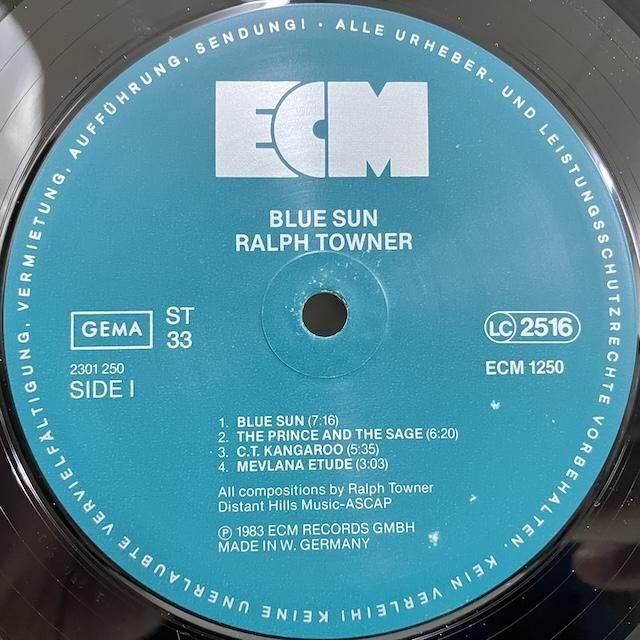 ALLE URHEBER- UND LEISTUNGSSCHUTZRECHTE VORBEHALTEN. KEIN VERLEIH! KEINE UNERLAUBTE VERVIELFÄLTIGUNG, VERMIETUNG, AUFFÜHRUNG, SENDUNG! ·
ECM
BLUE SUN
RALPH TOWNER
GEMA
ST
33
LC 2516
2301 250
SIDE I
ECM 1250
1. BLUE SUN (7:16)
2. THE PRINCE AND THE SAGE (6:20)
3. C.T. KANGAROO (5:35)
4. MEVLANA ETUDE (3:03)
All compositions by Ralph Towner
Distant Hills Music-ASCAP
℗ 1983 ECM RECORDS GMBH
MADE IN W. GERMANY